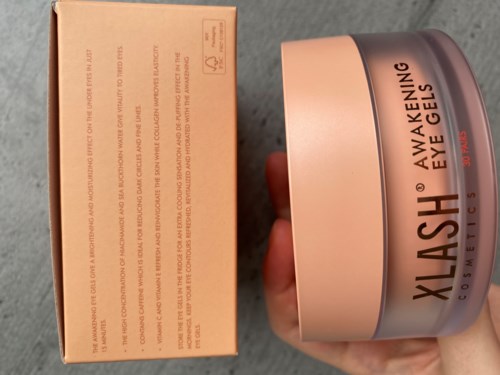 THE AWAKENING EYE GELS GIVE A BRIGHTENING AND MOISTURIZING EFFECT ON THE UNDER EYES IN JUST
15 MINUTES.
• THE HIGH CONCENTRATION OF NIACINAMIDE AND SEA BUCKTHORN WATER GIVE VITALITY TO TIRED EYES.
• CONTAINS CAFFEINE WHICH IS IDEAL FOR REDUCING DARK CIRCLES AND FINE LINES.
• VITAMIN C AND VITAMIN E REFRESH AND REINVIGORATE THE SKIN WHILE COLLAGEN IMPROVES ELASTICITY.
STORE THE EYE GELS IN THE FRIDGE FOR AN EXTRA COOLING SENSATION AND DE-PUFFING EFFECT IN THE
MORNINGS. KEEP YOUR EYE CONTOURS REFRESHED, REVITALIZED AND HYDRATED WITH THE AWAKENING
EYE GELS.
FSC
MIX
Packaging
XLASH®
COSMETICS
AWAKENING
EYE GELS
30 PAIRS